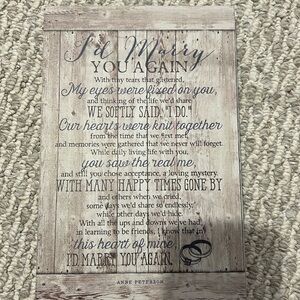 I'd Marry
YOU AGAIN
With tiny tears that glistened,
My eyes were fixed on you,
and thinking of the life we'd share
WE SOFTLY SAID, "I DO."
Our hearts were knit together
from the time that we first met,
and memories were gathered that we never will forget.
While daily living life with you,
you saw the real me,
and still you chose acceptance, a loving mystery.
WITH MANY HAPPY TIMES GONE BY
and others when we cried,
some days we'd share so endlessly,
while other days we'd hide.
With all the ups and downs we've had
in learning to be friends, I know that in
this heart of mine,
I'D MARRY YOU AGAIN.
ANNE PETERSON